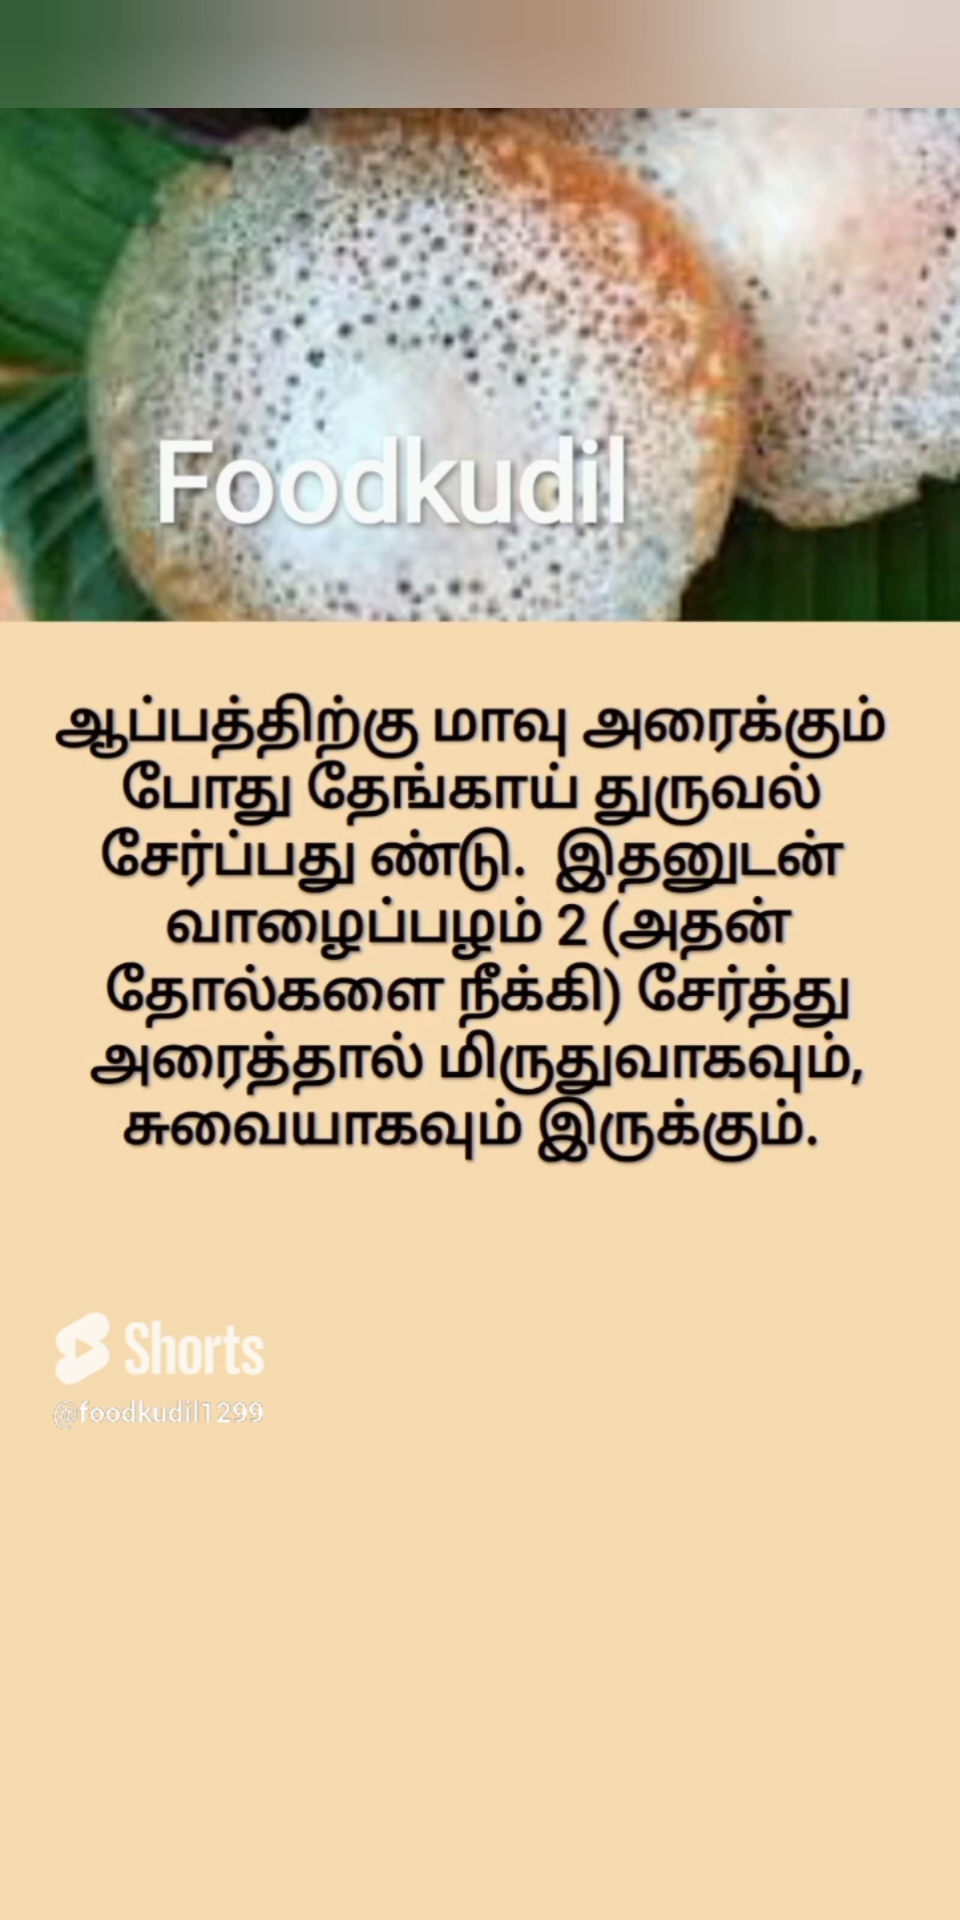 Foodkudil
ஆப்பத்திற்கு மாவு அரைக்கும்
போது தேங்காய் துருவல்
சேர்ப்பது ண்டு. இதனுடன்
வாழைப்பழம் 2 (அதன்
தோல்களை நீக்கி) சேர்த்து
அரைத்தால் மிருதுவாகவும்,
சுவையாகவும் இருக்கும்.
Shorts
@foodkudil1299